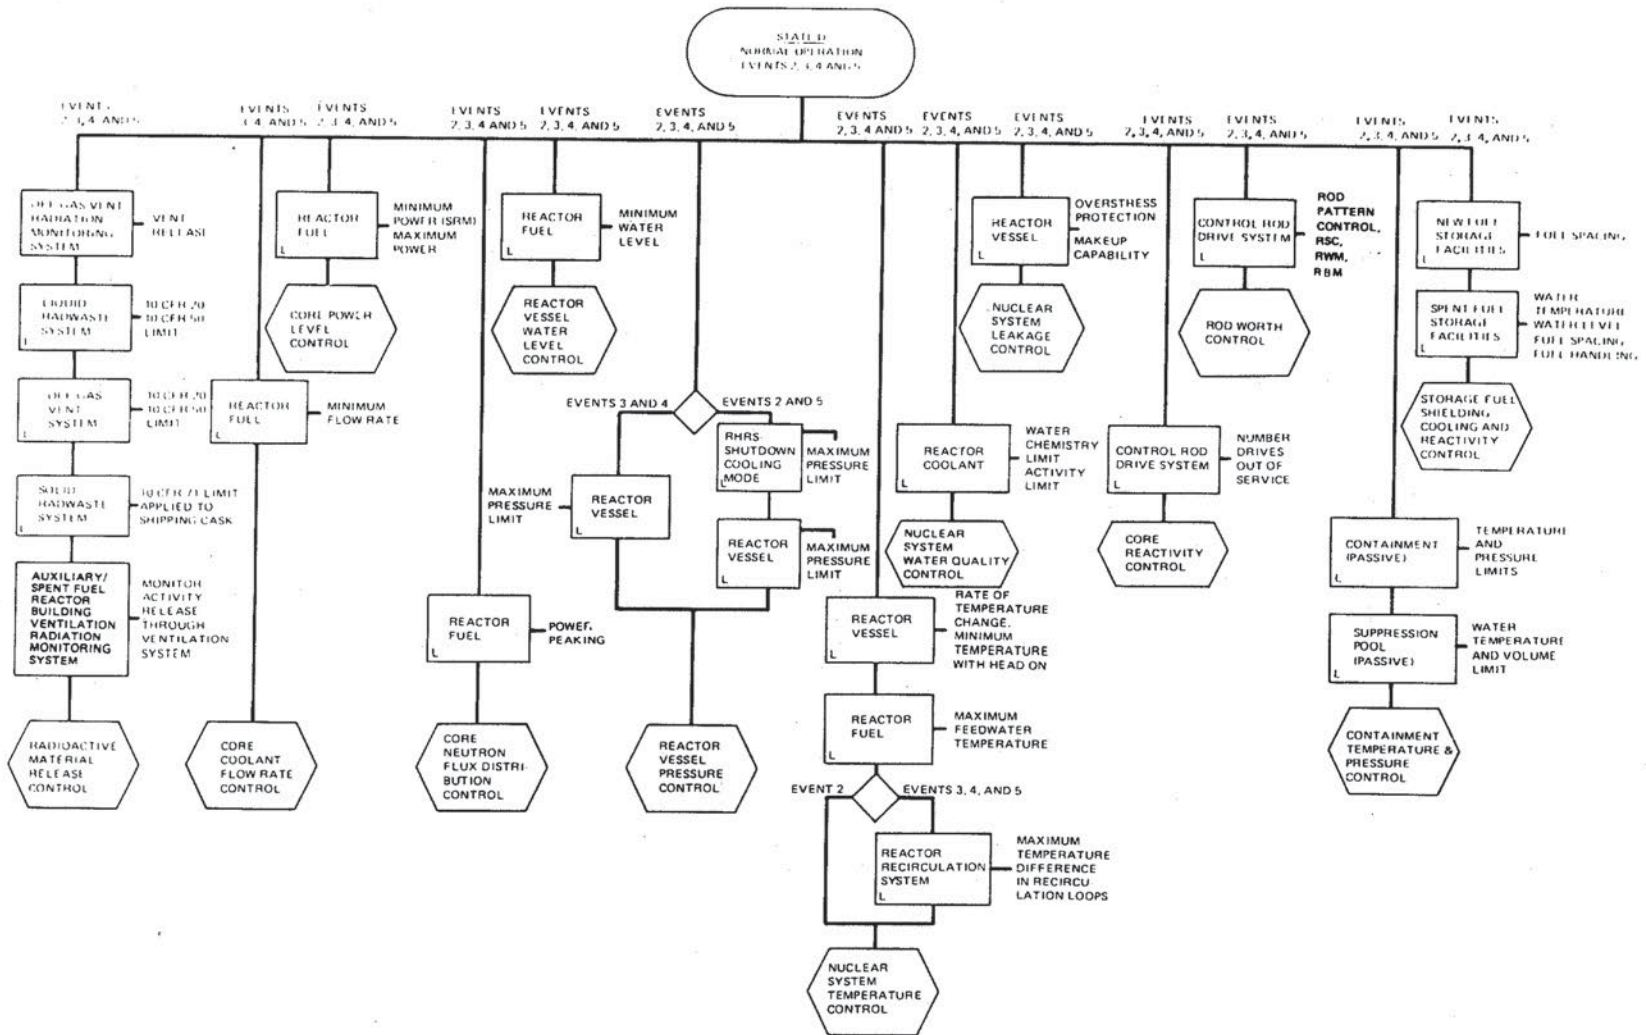 STATE D
NORMAL OPERATION
EVENTS 2, 3, 4 AND 5
EVENTS
2, 3, 4 AND 5
EVENTS
3, 4, AND 5
EVENTS
2, 3, 4, AND 5
EVENTS
2, 3, 4 AND 5
EVENTS
2, 3, 4, AND 5
EVENTS
2, 3, 4, AND 5
EVENTS
2, 3, 4 AND 5
EVENTS
2, 3, 4, AND 5
EVENTS
2, 3, 4, AND 5
EVENTS
2, 3, 4, AND 5
EVENTS
2, 3, 4, AND 5
EVENTS
2, 3, 4, AND 5
EVENTS
2, 3, 4, AND 5
OFF GAS VENT
RADIATION
MONITORING
SYSTEM
L
VENT
RELEASE
LIQUID
RADWASTE
SYSTEM
L
10 CFR 20
10 CFR 50
LIMIT
OFF GAS
VENT
SYSTEM
L
10 CFR 20
10 CFR 50
LIMIT
SOLID
RADWASTE
SYSTEM
L
10 CFR 71 LIMIT
APPLIED TO
SHIPPING CASK
AUXILIARY/
SPENT FUEL
REACTOR
BUILDING
VENTILATION
RADIATION
MONITORING
SYSTEM
L
MONITOR
ACTIVITY
RELEASE
THROUGH
VENTILATION
SYSTEM
RADIOACTIVE
MATERIAL
RELEASE
CONTROL
REACTOR
FUEL
L
MINIMUM
FLOW RATE
CORE
COOLANT
FLOW RATE
CONTROL
REACTOR
FUEL
L
MINIMUM
POWER (SRM)
MAXIMUM
POWER
CORE POWER
LEVEL
CONTROL
REACTOR
FUEL
L
POWER
PEAKING
CORE
NEUTRON
FLUX DISTRI-
BUTION
CONTROL
REACTOR
FUEL
L
MINIMUM
WATER
LEVEL
REACTOR
VESSEL
WATER
LEVEL
CONTROL
EVENTS 3 AND 4
EVENTS 2 AND 5
MAXIMUM
PRESSURE
LIMIT
REACTOR
VESSEL
L
RHRS-
SHUTDOWN
COOLING
MODE
L
MAXIMUM
PRESSURE
LIMIT
REACTOR
VESSEL
L
MAXIMUM
PRESSURE
LIMIT
REACTOR
VESSEL
PRESSURE
CONTROL
REACTOR
VESSEL
L
RATE OF
TEMPERATURE
CHANGE.
MINIMUM
TEMPERATURE
WITH HEAD ON
REACTOR
FUEL
L
MAXIMUM
FEEDWATER
TEMPERATURE
EVENT 2
EVENTS 3, 4, AND 5
REACTOR
RECIRCULATION
SYSTEM
L
MAXIMUM
TEMPERATURE
DIFFERENCE
IN RECIRCU
LATION LOOPS
NUCLEAR
SYSTEM
TEMPERATURE
CONTROL
REACTOR
COOLANT
L
WATER
CHEMISTRY
LIMIT
ACTIVITY
LIMIT
NUCLEAR
SYSTEM
WATER QUALITY
CONTROL
REACTOR
VESSEL
L
OVERSTRESS
PROTECTION
MAKEUP
CAPABILITY
NUCLEAR
SYSTEM
LEAKAGE
CONTROL
CONTROL ROD
DRIVE SYSTEM
L
NUMBER
DRIVES
OUT OF
SERVICE
CORE
REACTIVITY
CONTROL
CONTROL ROD
DRIVE SYSTEM
L
ROD
PATTERN
CONTROL,
RSC,
RWM,
RBM
ROD WORTH
CONTROL
CONTAINMENT
(PASSIVE)
L
TEMPERATURE
AND
PRESSURE
LIMITS
SUPPRESSION
POOL
(PASSIVE)
L
WATER
TEMPERATURE
AND VOLUME
LIMIT
CONTAINMENT
TEMPERATURE &
PRESSURE
CONTROL
NEW FUEL
STORAGE
FACILITIES
L
FUEL SPACING
SPENT FUEL
STORAGE
FACILITIES
L
WATER
TEMPERATURE
WATER LEVEL
FUEL SPACING
FUEL HANDLING
STORAGE FUEL
SHIELDING
COOLING AND
REACTIVITY
CONTROL